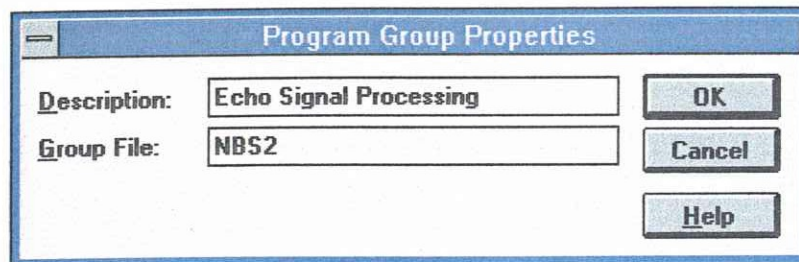 Program Group Properties
Description: Echo Signal Processing OK
Group File: NBS2 Cancel
Help